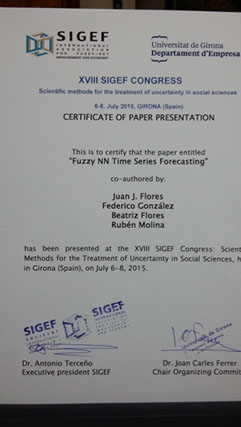 SIGEF
INTERNATIONAL
ASSOCIATION
FOR FUZZY-SET
MANAGEMENT AND ECONOMY
Universitat de Girona
Departament d'Empresa
XVIII SIGEF CONGRESS
Scientific methods for the treatment of uncertainty in social sciences
6-8, July 2015, GIRONA (Spain)
CERTIFICATE OF PAPER PRESENTATION
This is to certify that the paper entitled
"Fuzzy NN Time Series Forecasting"
co-authored by:
Juan J. Flores
Federico González
Beatriz Flores
Rubén Molina
has been presented at the XVIII SIGEF Congress: Scient
Methods for the Treatment of Uncertainty in Social Sciences, h
in Girona (Spain), on July 6-8, 2015.
SIGEF
SIGEF
Dr. Antonio Terceño
Executive president SIGEF
Universitat de Girona
Dr. Joan Carles Ferrer
Chair Organizing Commit